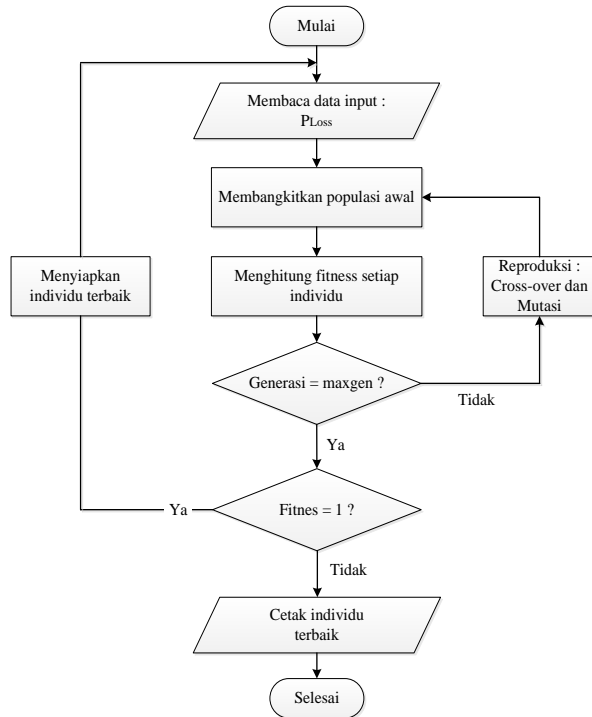 Mulai
Membaca data input :
PLoss
Membangkitkan populasi awal
Menghitung fitness setiap
individu
Menyiapkan
individu terbaik
Reproduksi :
Cross-over dan
Mutasi
Generasi = maxgen ?
Tidak
Ya
Ya
Fitnes = 1 ?
Tidak
Cetak individu
terbaik
Selesai